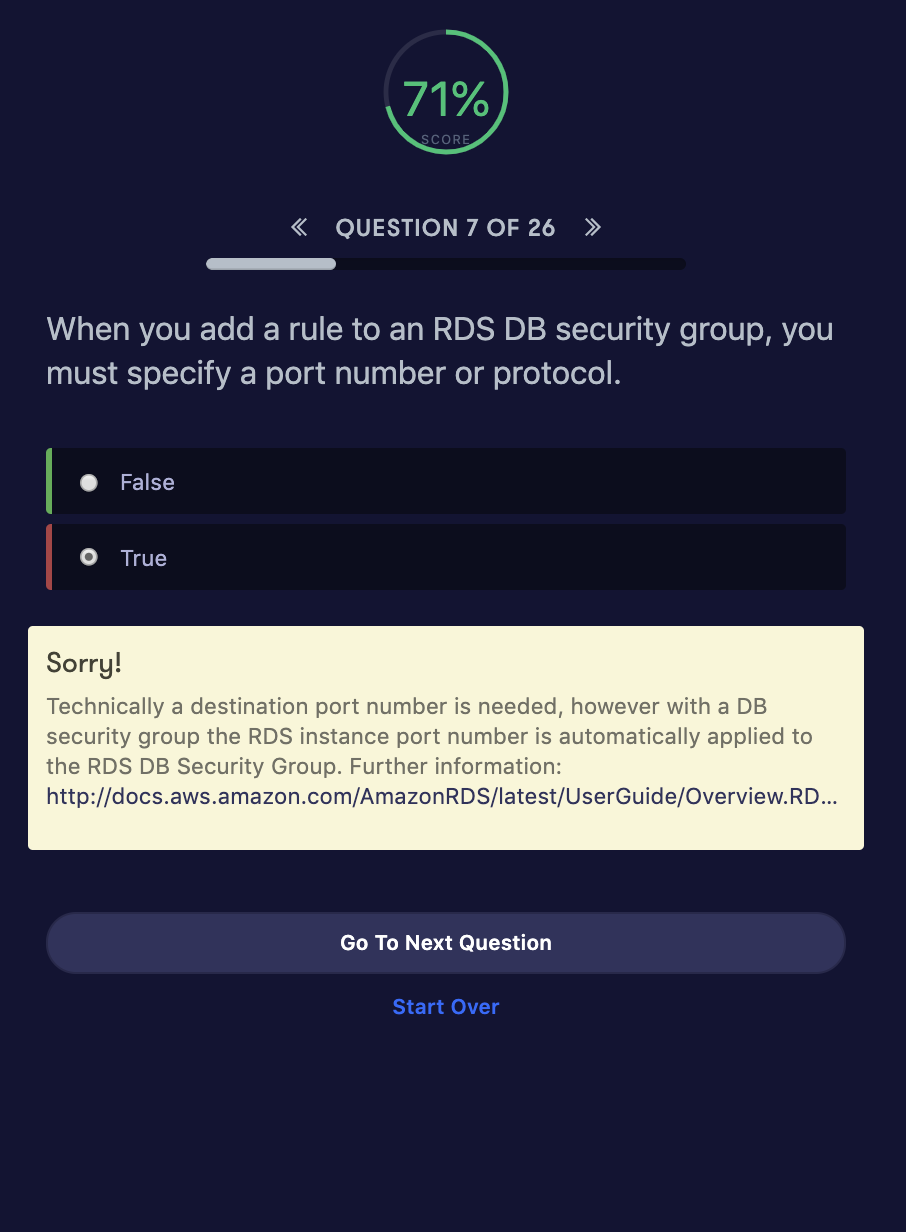 71%
SCORE
QUESTION 7 OF 26
When you add a rule to an RDS DB security group, you
must specify a port number or protocol.
False
True
Sorry!
Technically a destination port number is needed, however with a DB
security group the RDS instance port number is automatically applied to
the RDS DB Security Group. Further information:
http://docs.aws.amazon.com/AmazonRDS/latest/UserGuide/Overview.RD...
Go To Next Question
Start Over